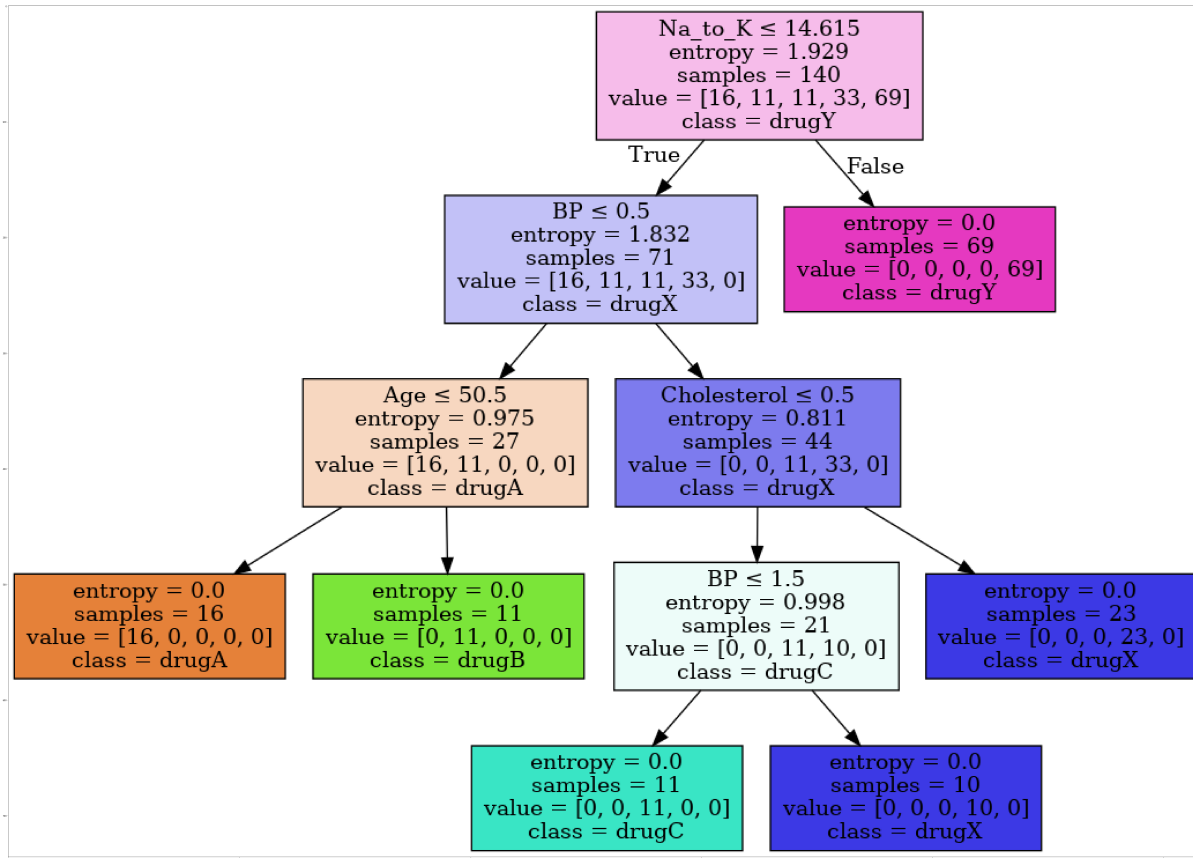 Na_to_K ≤ 14.615
entropy = 1.929
samples = 140
value = [16, 11, 11, 33, 69]
class = drugY
True
False
BP ≤ 0.5
entropy = 1.832
samples = 71
value = [16, 11, 11, 33, 0]
class = drugX
entropy = 0.0
samples = 69
value = [0, 0, 0, 0, 69]
class = drugY
Age ≤ 50.5
entropy = 0.975
samples = 27
value = [16, 11, 0, 0, 0]
class = drugA
Cholesterol ≤ 0.5
entropy = 0.811
samples = 44
value = [0, 0, 11, 33, 0]
class = drugX
entropy = 0.0
samples = 16
value = [16, 0, 0, 0, 0]
class = drugA
entropy = 0.0
samples = 11
value = [0, 11, 0, 0, 0]
class = drugB
BP ≤ 1.5
entropy = 0.998
samples = 21
value = [0, 0, 11, 10, 0]
class = drugC
entropy = 0.0
samples = 23
value = [0, 0, 0, 23, 0]
class = drugX
entropy = 0.0
samples = 11
value = [0, 0, 11, 0, 0]
class = drugC
entropy = 0.0
samples = 10
value = [0, 0, 0, 10, 0]
class = drugX